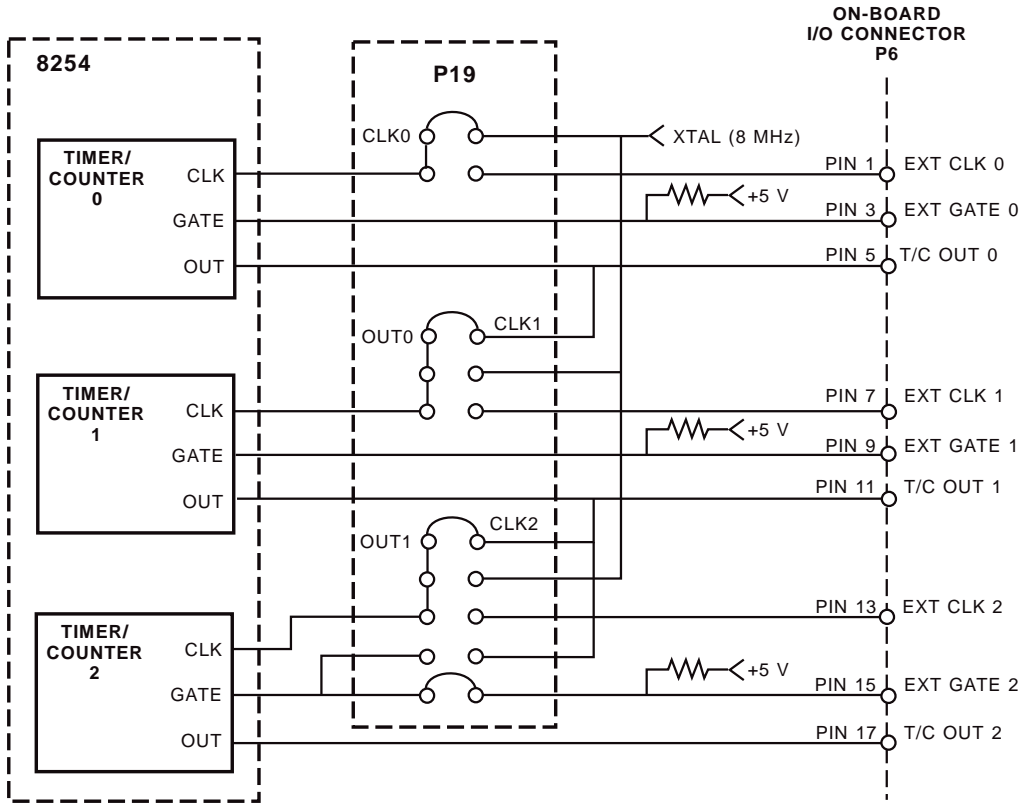 ON-BOARD
I/O CONNECTOR
P6
8254
P19
CLK0
XTAL (8 MHz)
TIMER/
COUNTER
0
CLK
GATE
OUT
PIN 1
EXT CLK 0
+5 V
PIN 3
EXT GATE 0
PIN 5
T/C OUT 0
OUT0
CLK1
TIMER/
COUNTER
1
CLK
GATE
OUT
PIN 7
EXT CLK 1
+5 V
PIN 9
EXT GATE 1
PIN 11
T/C OUT 1
OUT1
CLK2
TIMER/
COUNTER
2
CLK
GATE
OUT
PIN 13
EXT CLK 2
+5 V
PIN 15
EXT GATE 2
PIN 17
T/C OUT 2